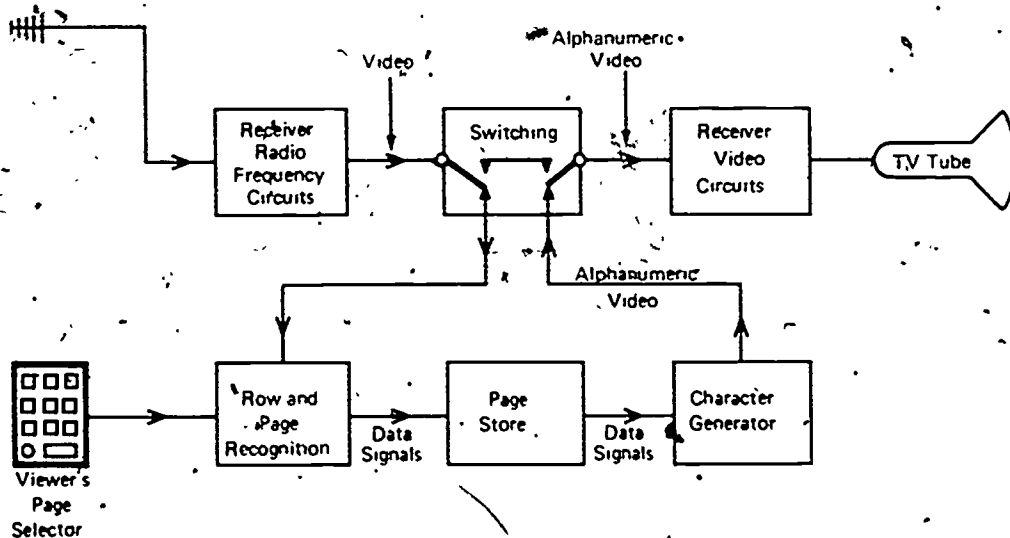 Alphanumeric
Video
Video
Receiver
Radio
Frequency
Circuits
Switching
Receiver
Video
Circuits
TV Tube
Alphanumeric
Video
Row and
Page
Recognition
Data
Signals
Page
Store
Data
Signals
Character
Generator
Viewer's
Page
Selector